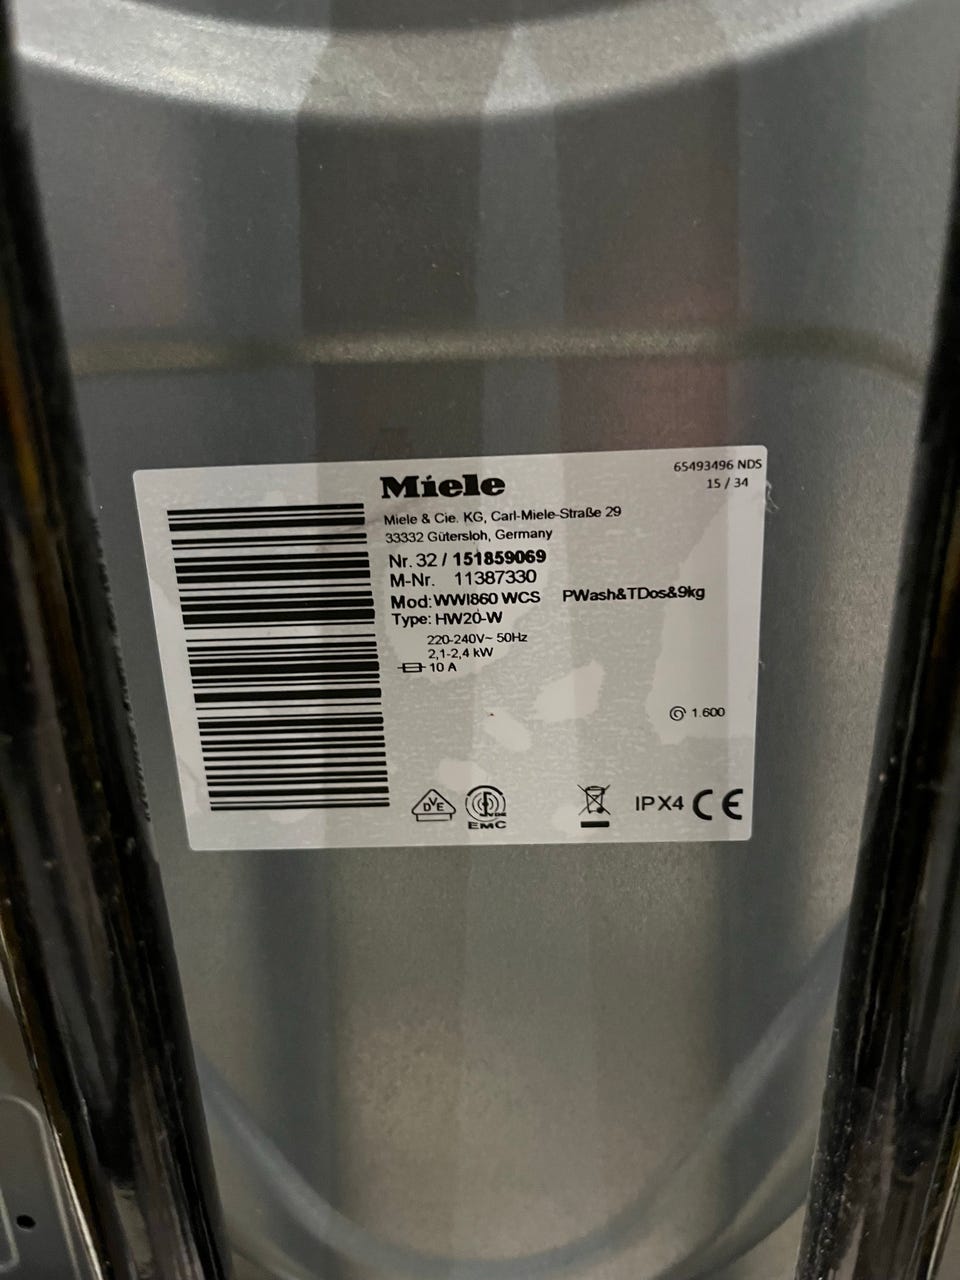 65493496 NDS
15 / 34
Miele
Miele & Cie. KG, Carl-Miele-Straße 29
33332 Gütersloh, Germany
Nr. 32 / 151859069
M-Nr. 11387330
Mod: WWI860 WCS PWash&TDos&9kg
Type: HW20-W
220-240V~ 50Hz
2,1-2,4 kW
10 A
1.600
DVE
EMC
IPX4 CE